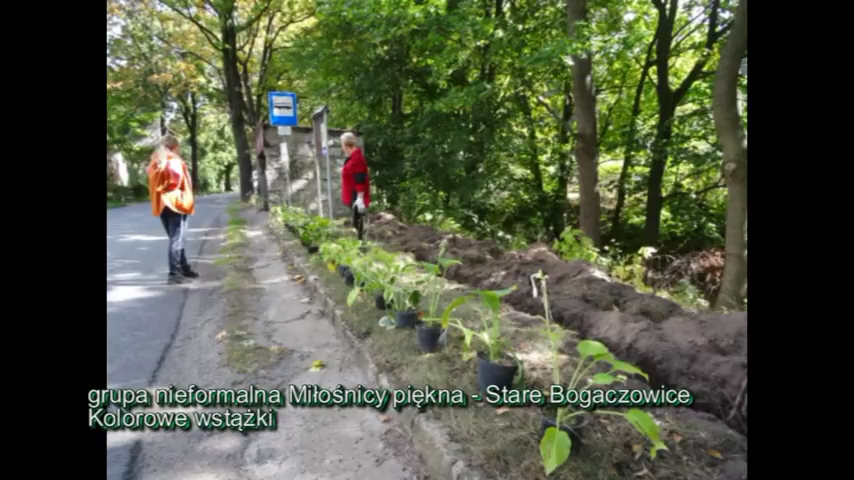 grupa nieformalna Miłośnicy piękna - Stare Bogaczowice
Kolorowe wstążki